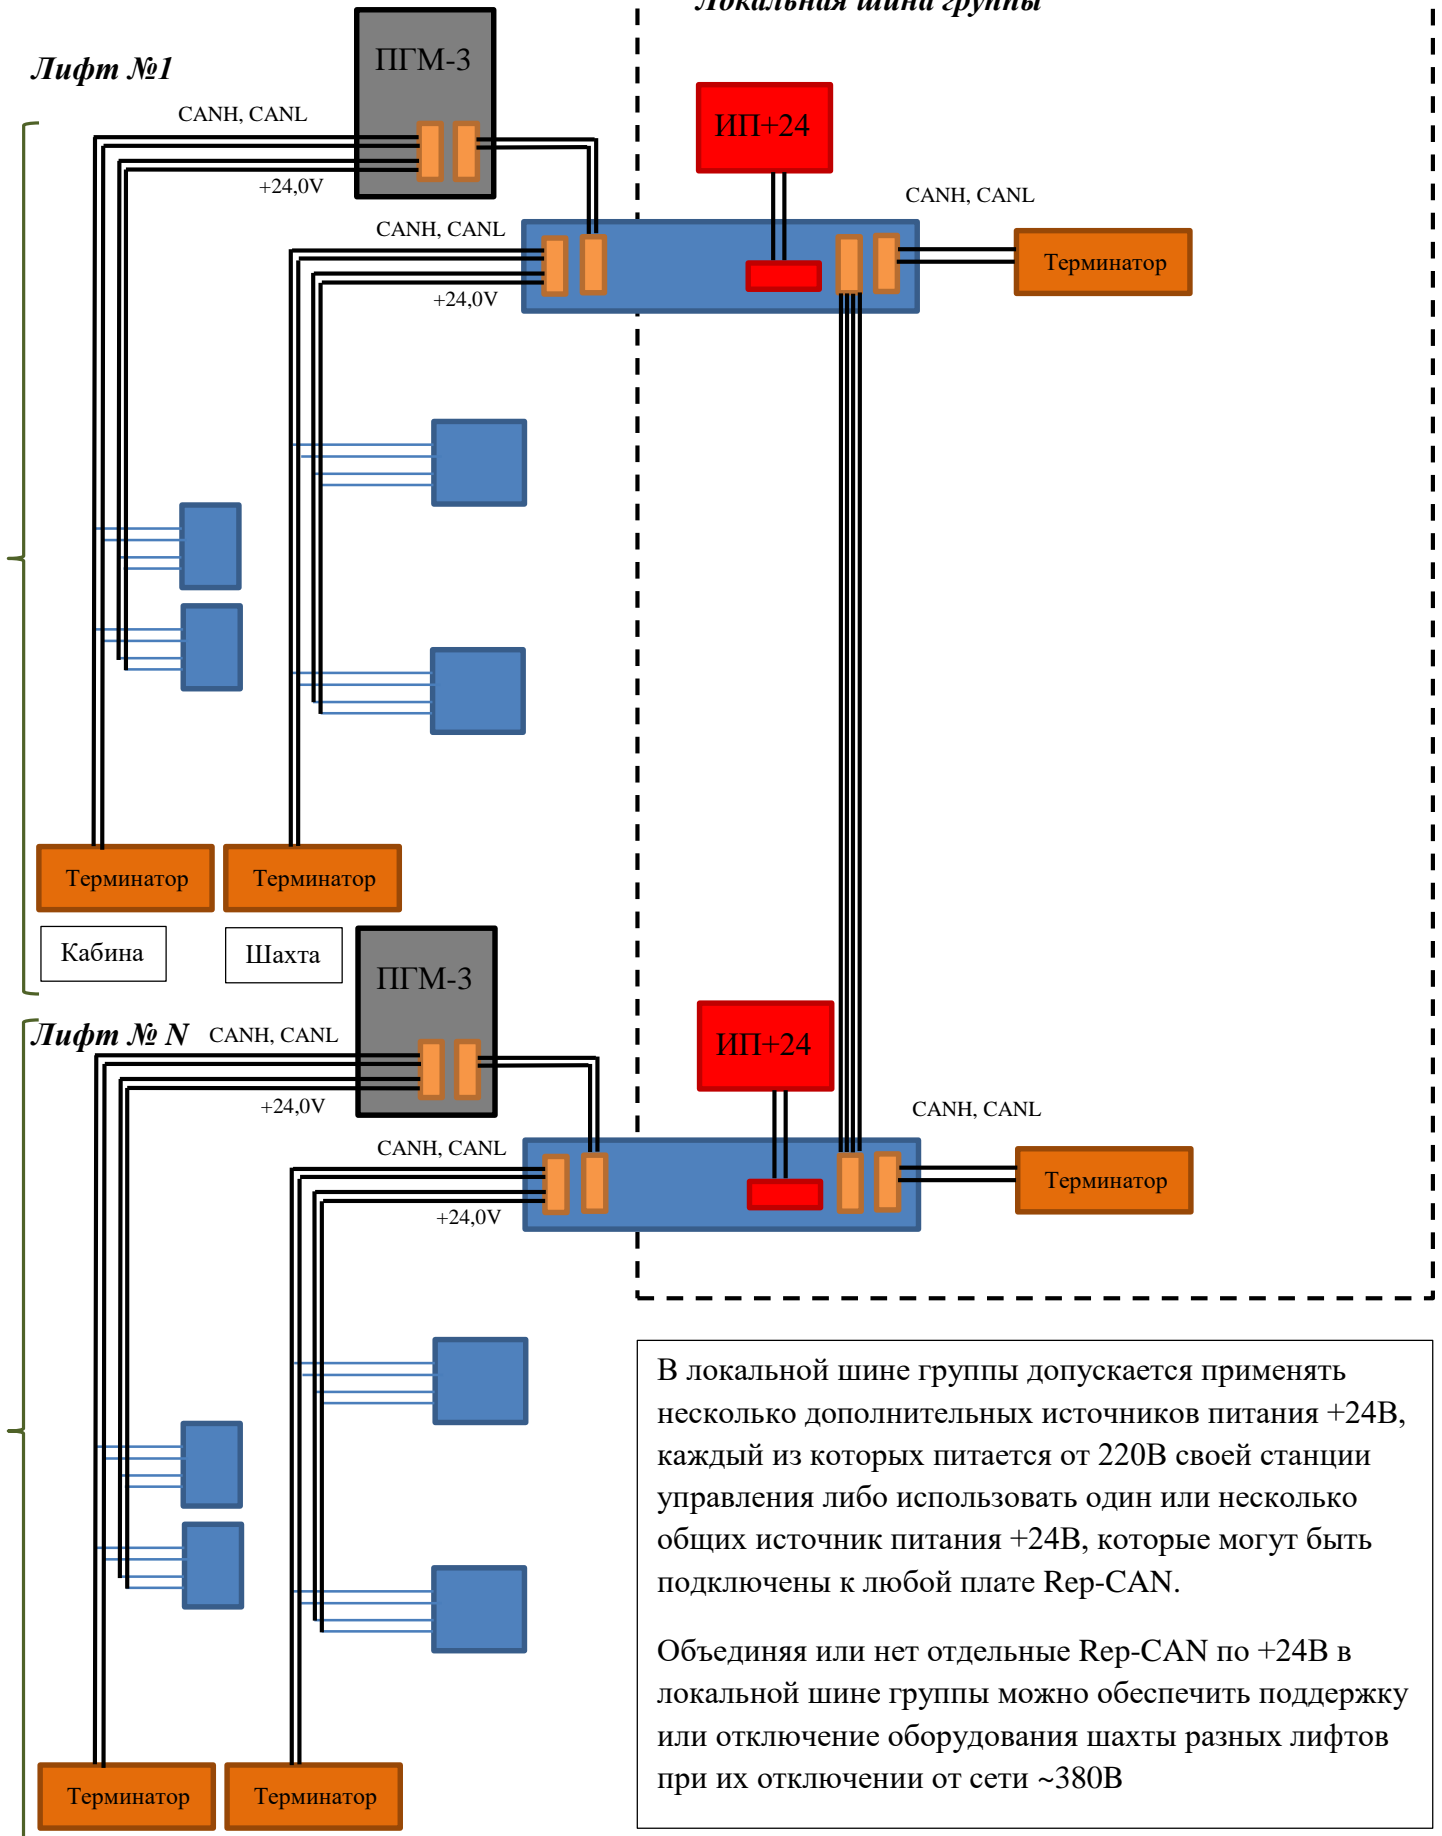 Локальная шина группы
ПГМ-3
Лифт №1
CANH, CANL
ИП+24
+24,0V
CANH, CANL
CANH, CANL
Терминатор
+24,0V
Терминатор
Терминатор
Кабина
Шахта
ПГМ-3
Лифт № N
CANH, CANL
ИП+24
+24,0V
CANH, CANL
CANH, CANL
Терминатор
+24,0V
В локальной шине группы допускается применять
несколько дополнительных источников питания +24В,
каждый из которых питается от 220В своей станции
управления либо использовать один или несколько
общих источник питания +24В, которые могут быть
подключены к любой плате Rep-CAN.
Объединяя или нет отдельные Rep-CAN по +24В в
локальной шине группы можно обеспечить поддержку
или отключение оборудования шахты разных лифтов
при их отключении от сети ~380В
Терминатор
Терминатор